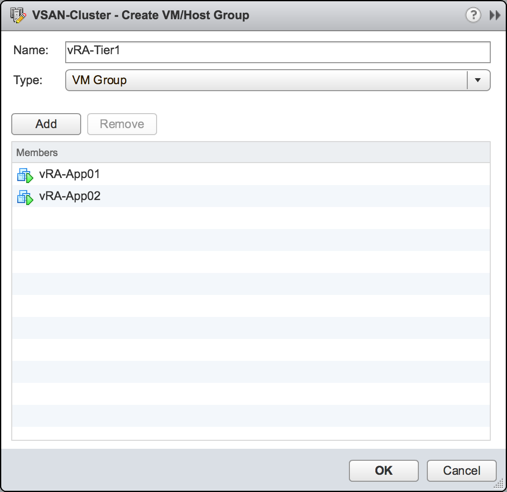 VSAN-Cluster - Create VM/Host Group
?
Name:
vRA-Tier1
Type:
VM Group
Add
Remove
Members
vRA-App01
vRA-App02
OK
Cancel